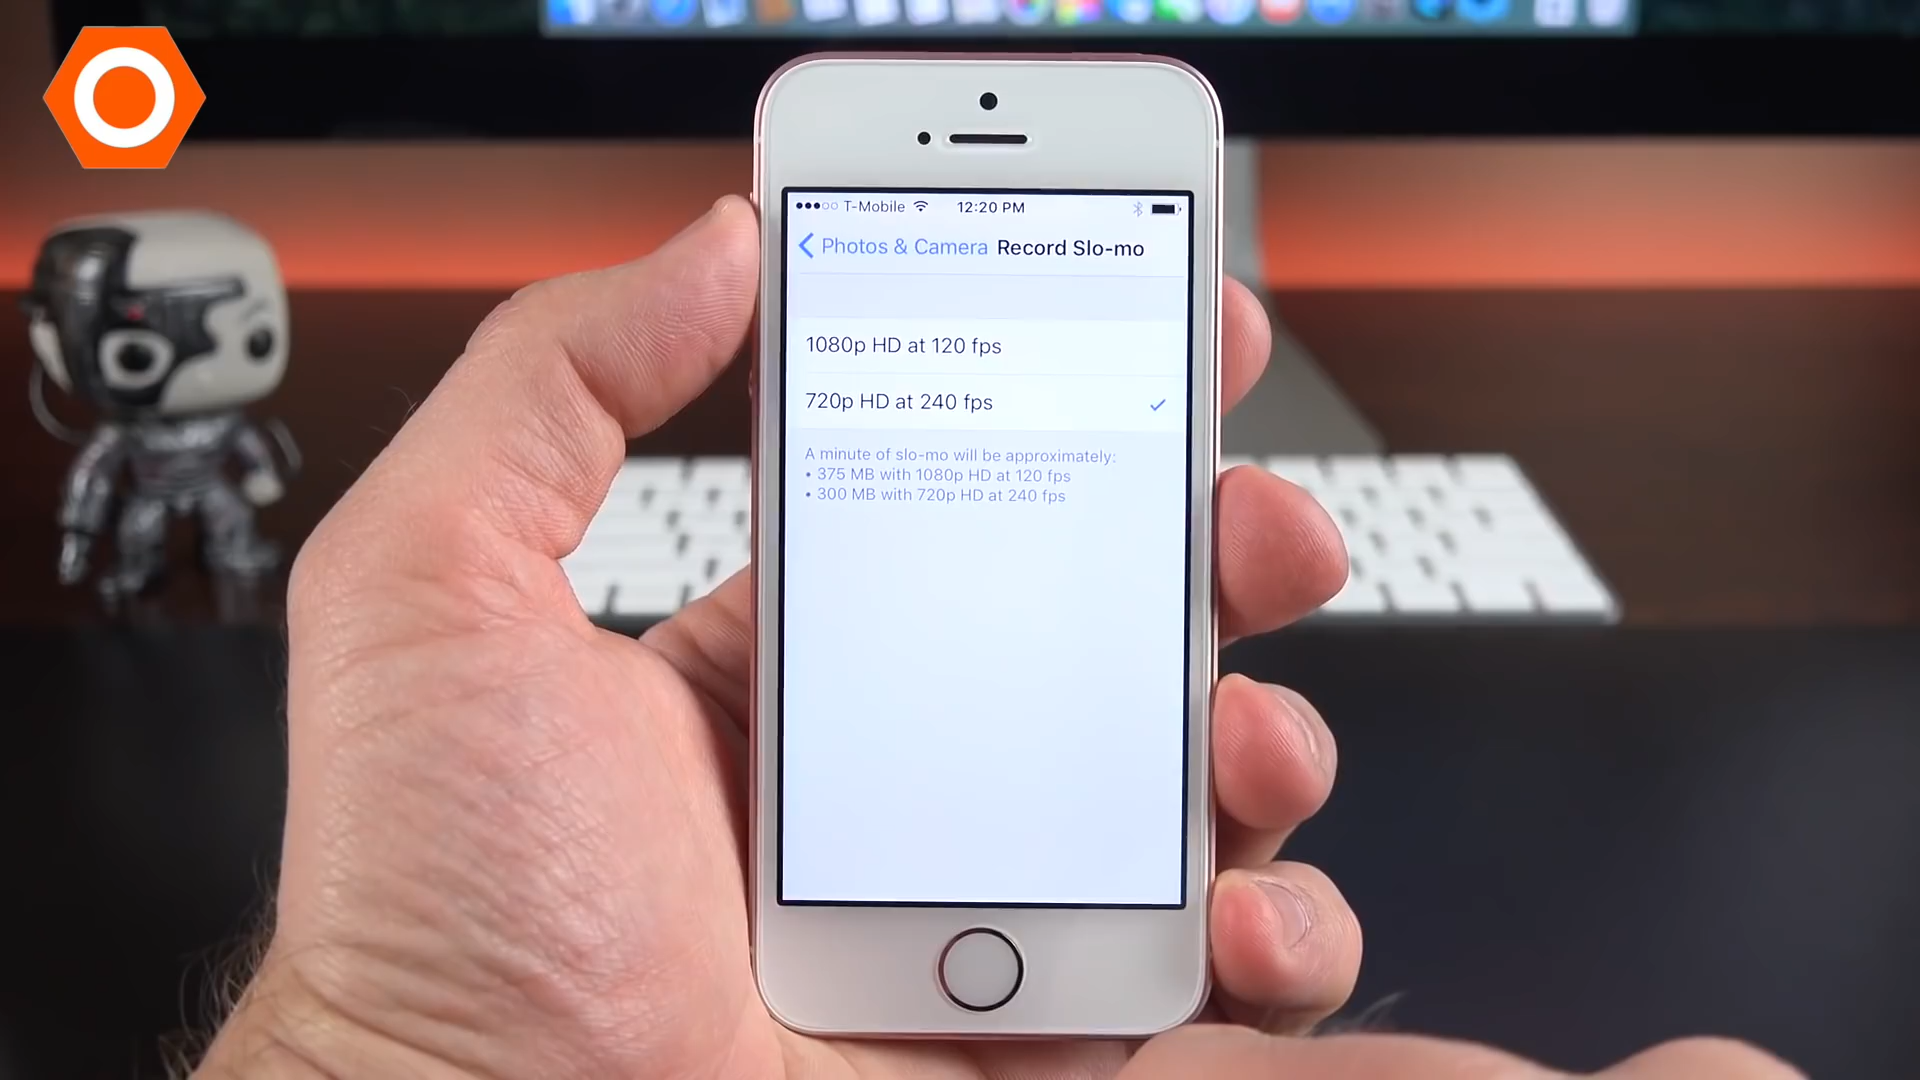 T-Mobile 12:20 PM
Photos & Camera Record Slo-mo
1080p HD at 120 fps
720p HD at 240 fps
A minute of slo-mo will be approximately:
• 375 MB with 1080p HD at 120 fps
• 300 MB with 720p HD at 240 fps